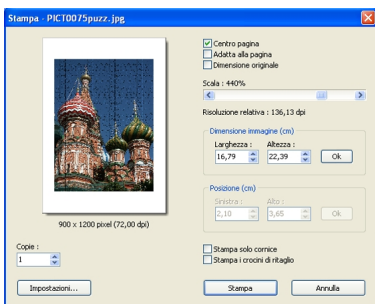 Stampa - PICT0075puzz.jpg
Centro pagina
Adatta alla pagina
Dimensione originale
Scala : 440%
Risoluzione relativa : 136,13 dpi
Dimensione immagine (cm)
Larghezza : Altezza :
16,79 22,39 Ok
Posizione (cm)
Sinistra : Alto :
2,10 3,65 Ok
900 x 1200 pixel (72,00 dpi)
Copie :
1
Stampa solo cornice
Stampa i crocini di ritaglio
Impostazioni... Stampa Annulla